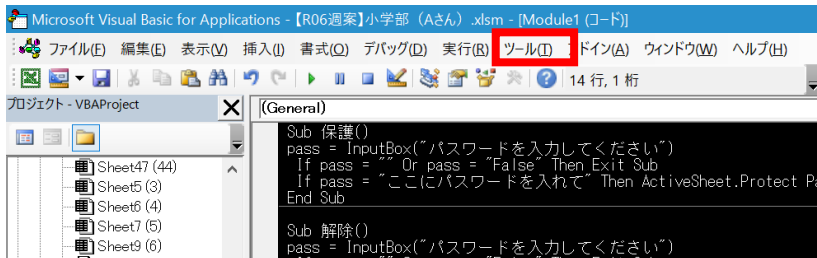 Microsoft Visual Basic for Applications - 【R06週案】小学部（Aさん）.xlsm - [Module1 (コード)]
ファイル(F) 編集(E) 表示(V) 挿入(I) 書式(O) デバッグ(D) 実行(R) ツール(T) ドイン(A) ウィンドウ(W) ヘルプ(H)
14 行, 1 桁
プロジェクト - VBAProject
(General)
Sub 保護()
pass = InputBox("パスワードを入力してください")
If pass = "" Or pass = "False" Then Exit Sub
If pass = "ここにパスワードを入れて" Then ActiveSheet.Protect Pa
End Sub
Sub 解除()
pass = InputBox("パスワードを入力してください")
Sheet47 (44)
Sheet5 (3)
Sheet6 (4)
Sheet7 (5)
Sheet9 (6)